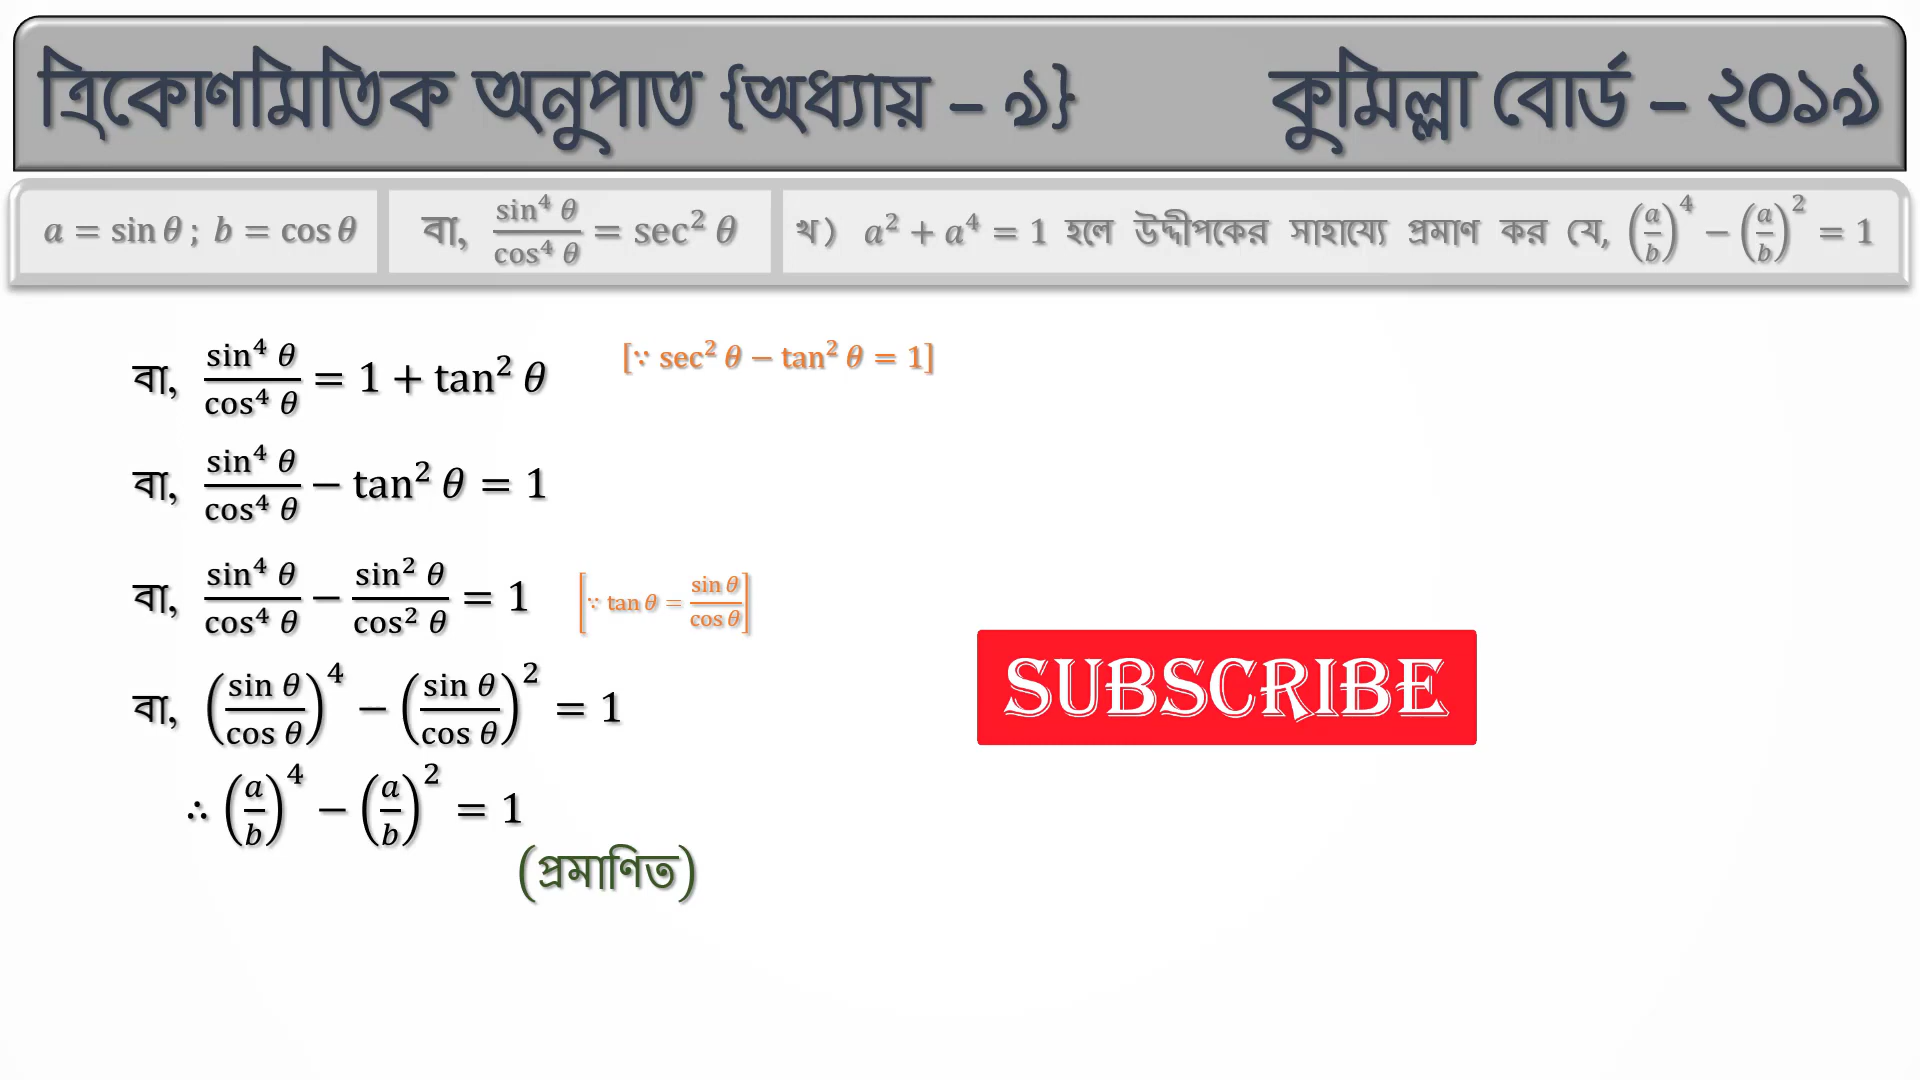 ত্রিকোণমিতিক অনুপাত {অধ্যায় – ৯} কুমিল্লা বোর্ড – ২০১৯
a = sin θ ; b = cos θ
বা, sin⁴ θ / cos⁴ θ = sec² θ
খ) a² + a⁴ = 1 হলে উদ্দীপকের সাহায্যে প্রমাণ কর যে, (a/b)⁴ − (a/b)² = 1
বা, sin⁴ θ / cos⁴ θ = 1 + tan² θ [∵ sec² θ − tan² θ = 1]
বা, sin⁴ θ / cos⁴ θ − tan² θ = 1
বা, sin⁴ θ / cos⁴ θ − sin² θ / cos² θ = 1 [∵ tan θ = sin θ / cos θ]
বা, (sin θ / cos θ)⁴ − (sin θ / cos θ)² = 1
∴ (a/b)⁴ − (a/b)² = 1
(প্রমাণিত)
SUBSCRIBE